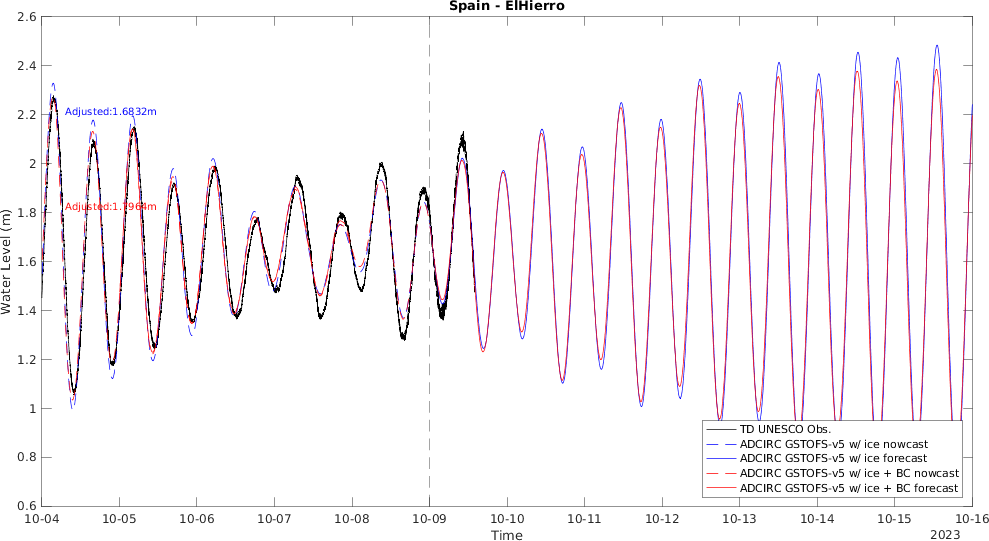 Spain - ElHierro
Water Level (m)
2.6
2.4
2.2
2
1.8
1.6
1.4
1.2
1
0.8
0.6
Adjusted:1.6832m
TD UNESCO Obs.
ADCIRC GSTOFS-v5 w/ ice nowcast
ADCIRC GSTOFS-v5 w/ ice forecast
ADCIRC GSTOFS-v5 w/ ice + BC nowcast
ADCIRC GSTOFS-v5 w/ ice + BC forecast
10-04 10-05 10-06 10-07 10-08 10-09 10-10 10-11 10-12 10-13 10-14 10-15 10-16
Time
2023